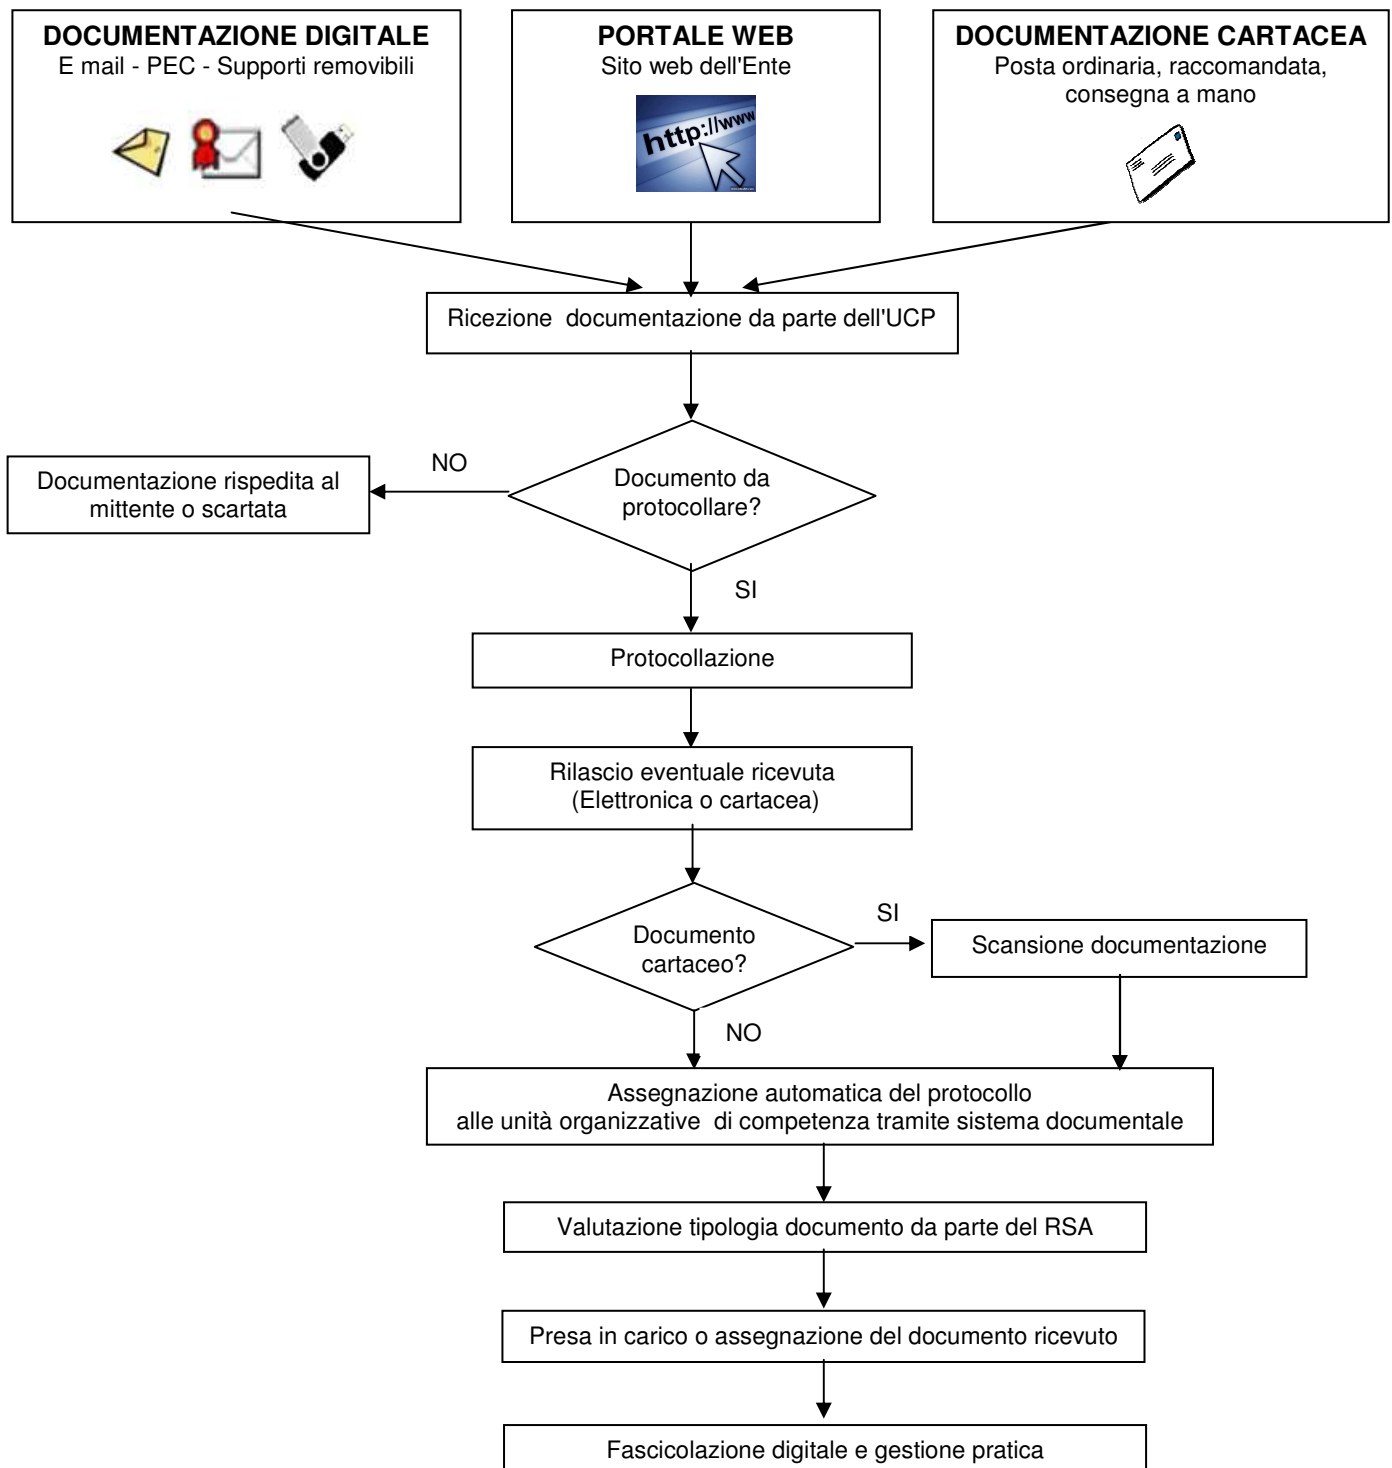 DOCUMENTAZIONE DIGITALE
E mail - PEC - Supporti removibili
PORTALE WEB
Sito web dell'Ente
http://www
DOCUMENTAZIONE CARTACEA
Posta ordinaria, raccomandata,
consegna a mano
Ricezione documentazione da parte dell'UCP
Documento da
protocollare?
NO
Documentazione rispedita al
mittente o scartata
SI
Protocollazione
Rilascio eventuale ricevuta
(Elettronica o cartacea)
Documento
cartaceo?
SI
Scansione documentazione
NO
Assegnazione automatica del protocollo
alle unità organizzative di competenza tramite sistema documentale
Valutazione tipologia documento da parte del RSA
Presa in carico o assegnazione del documento ricevuto
Fascicolazione digitale e gestione pratica